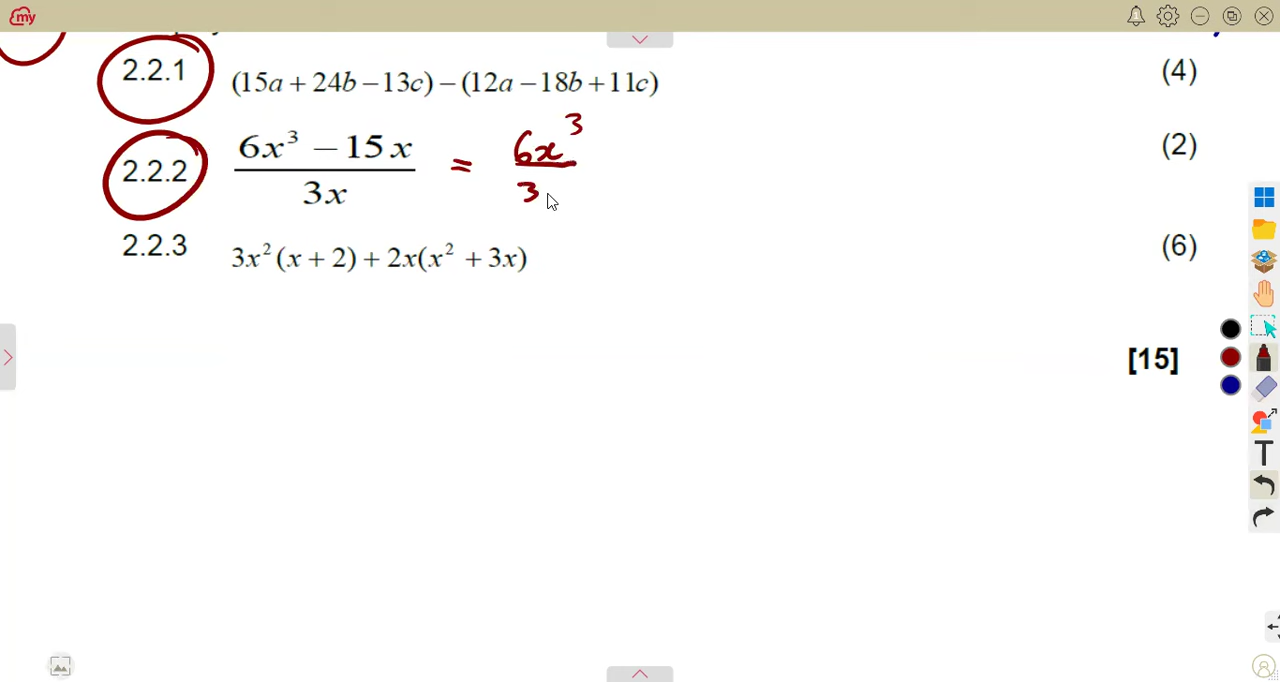 my
2.2.1 (15a + 24b − 13c) − (12a − 18b + 11c) (4)
2.2.2 (6x³ − 15x)/(3x) = 6x³/3 (2)
2.2.3 3x²(x + 2) + 2x(x² + 3x) (6)
[15]
T